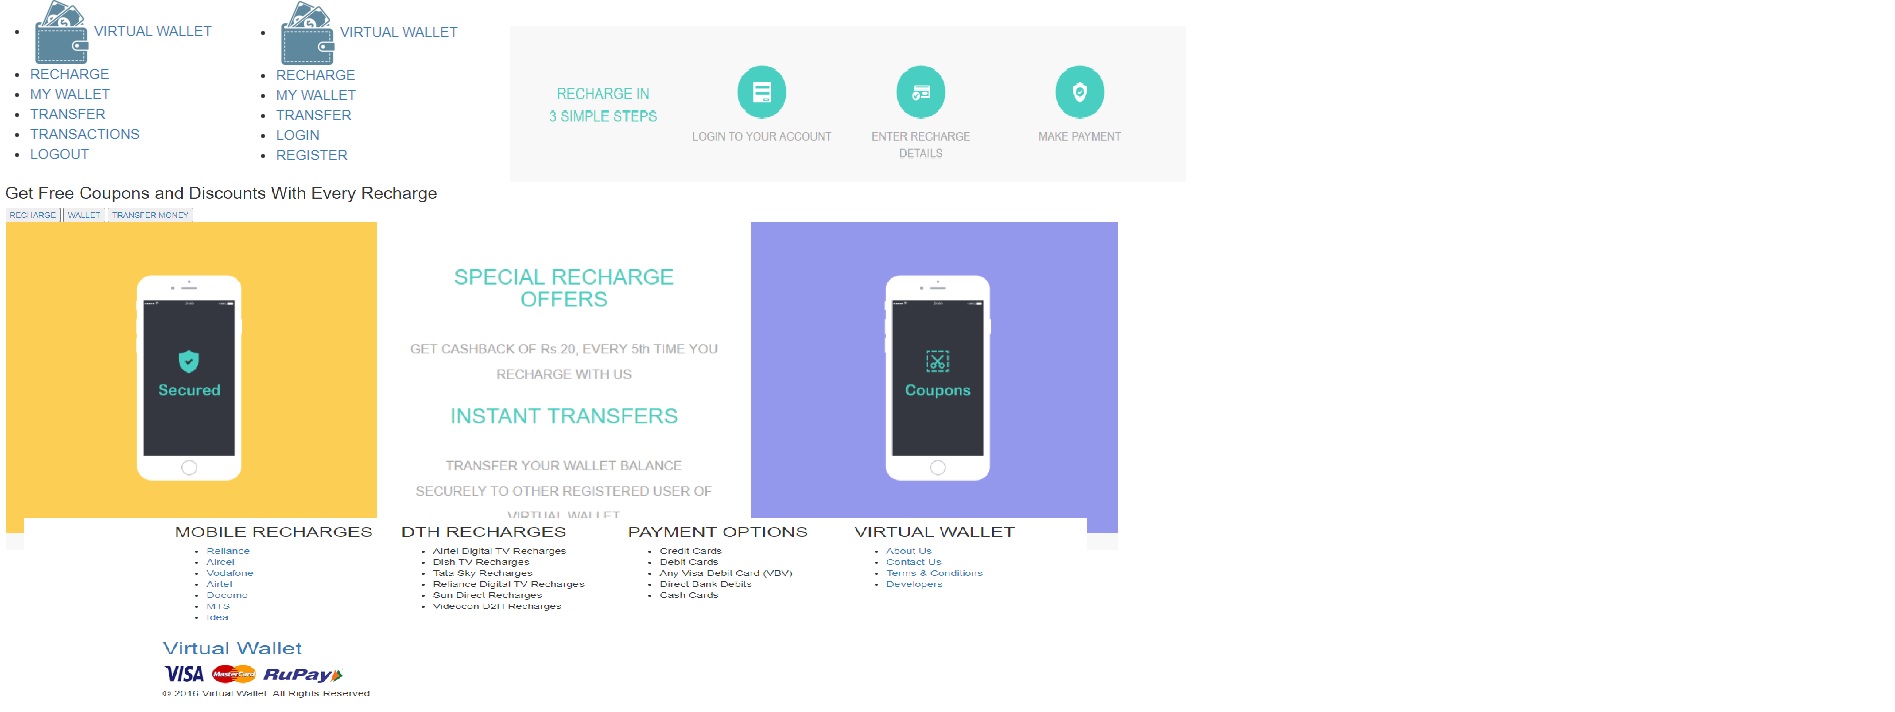 VIRTUAL WALLET
RECHARGE
MY WALLET
TRANSFER
TRANSACTIONS
LOGOUT
VIRTUAL WALLET
RECHARGE
MY WALLET
TRANSFER
LOGIN
REGISTER
RECHARGE IN
3 SIMPLE STEPS
LOGIN TO YOUR ACCOUNT
ENTER RECHARGE
DETAILS
MAKE PAYMENT
Get Free Coupons and Discounts With Every Recharge
RECHARGE
WALLET
TRANSFER MONEY
Secured
SPECIAL RECHARGE
OFFERS
GET CASHBACK OF Rs.20, EVERY 5th TIME YOU
RECHARGE WITH US
INSTANT TRANSFERS
TRANSFER YOUR WALLET BALANCE
SECURELY TO OTHER REGISTERED USER OF
VIRTUAL WALLET
Coupons
MOBILE RECHARGES
Reliance
Aircel
Vodafone
Airtel
Docomo
MTS
Idea
DTH RECHARGES
Airtel Digital TV Recharges
Dish TV Recharges
Tata Sky Recharges
Reliance Digital TV Recharges
Sun Direct Recharges
Videocon D2H Recharges
PAYMENT OPTIONS
Credit Cards
Debit Cards
Any Visa Debit Card (VBV)
Direct Bank Debits
Cash Cards
VIRTUAL WALLET
About Us
Contact Us
Terms & Conditions
Developers
Virtual Wallet
VISA MasterCard RuPay
© 2016 Virtual Wallet. All Rights Reserved